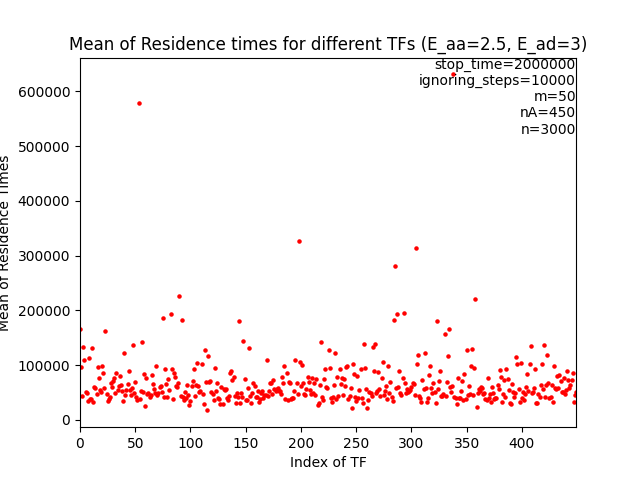 Mean of Residence times for different TFs (E_aa=2.5, E_ad=3)
stop_time=2000000
ignoring_steps=10000
m=50
nA=450
n=3000
600000
500000
400000
300000
200000
100000
0
Mean of Residence Times
0 50 100 150 200 250 300 350 400
Index of TF